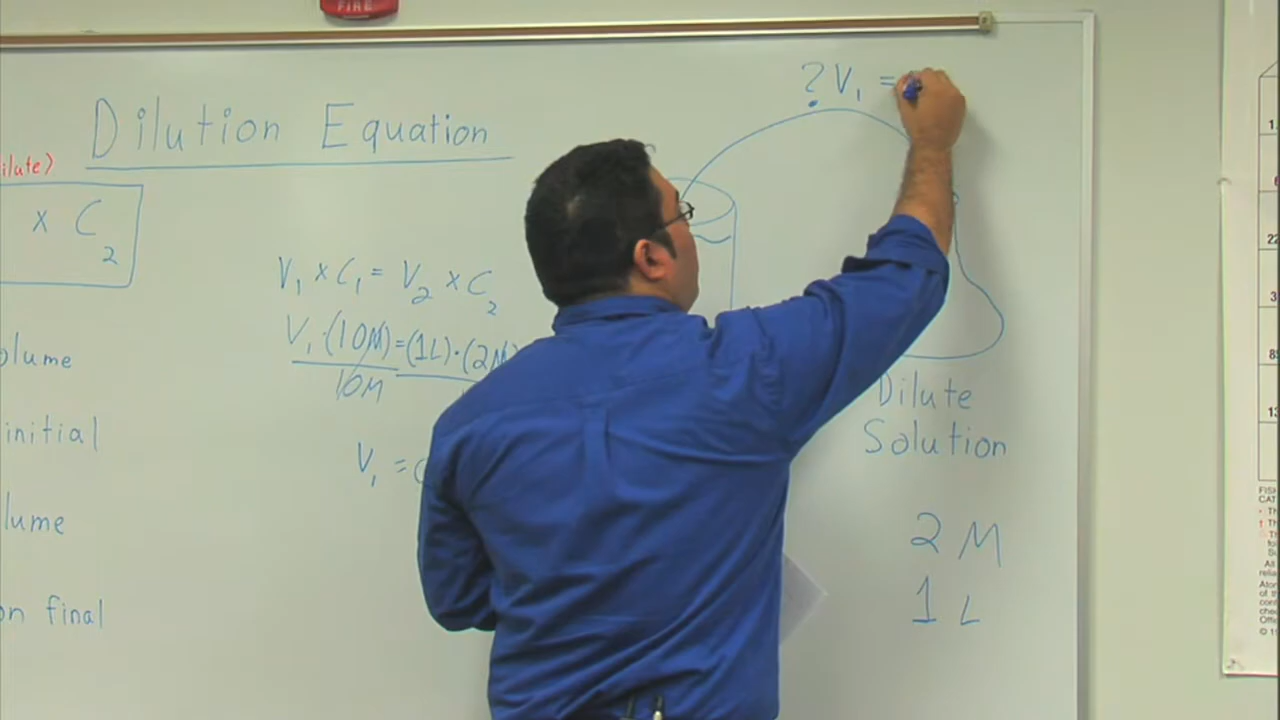 FIRE
Dilution Equation
ilute)
x C2
V1 x C1 = V2 x C2
V1·(10M)=(1L)·(2M)
10M
V1 =
olume
initial
lume
on final
? V1 =
Dilute
Solution
2 M
1 L